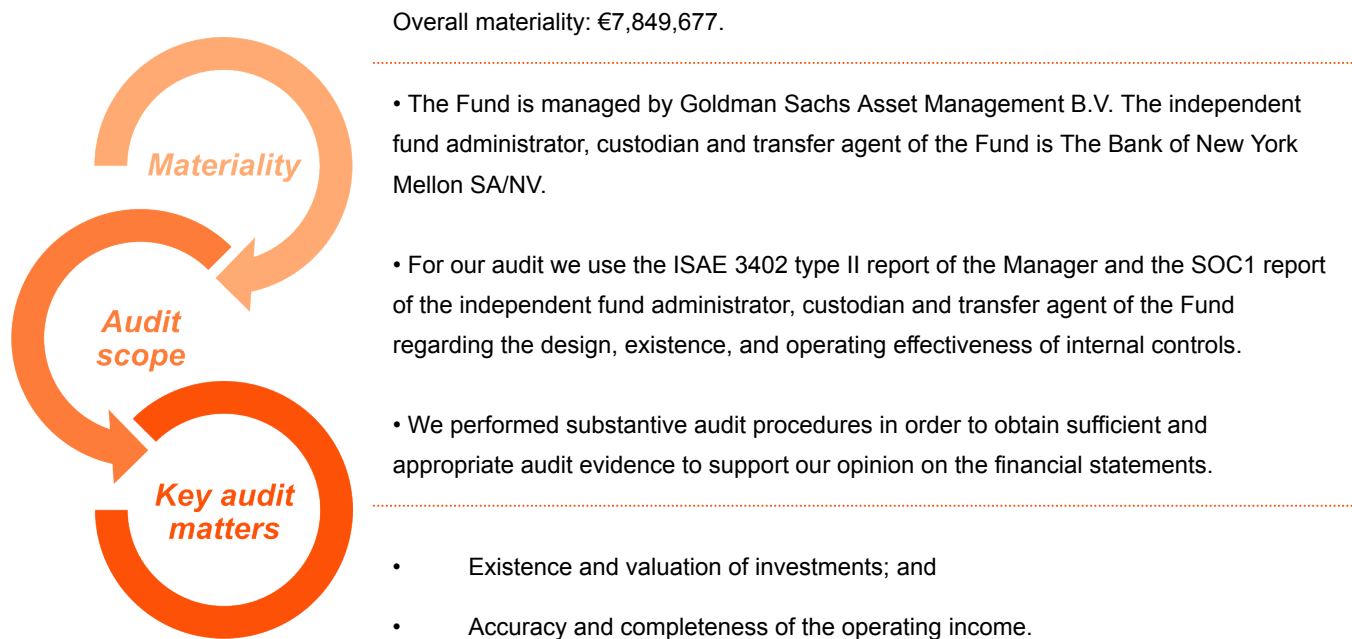 Overall materiality: €7,849,677.
Materiality
• The Fund is managed by Goldman Sachs Asset Management B.V. The independent
fund administrator, custodian and transfer agent of the Fund is The Bank of New York
Mellon SA/NV.
Audit
scope
• For our audit we use the ISAE 3402 type II report of the Manager and the SOC1 report
of the independent fund administrator, custodian and transfer agent of the Fund
regarding the design, existence, and operating effectiveness of internal controls.
• We performed substantive audit procedures in order to obtain sufficient and
appropriate audit evidence to support our opinion on the financial statements.
Key audit
matters
• Existence and valuation of investments; and
• Accuracy and completeness of the operating income.